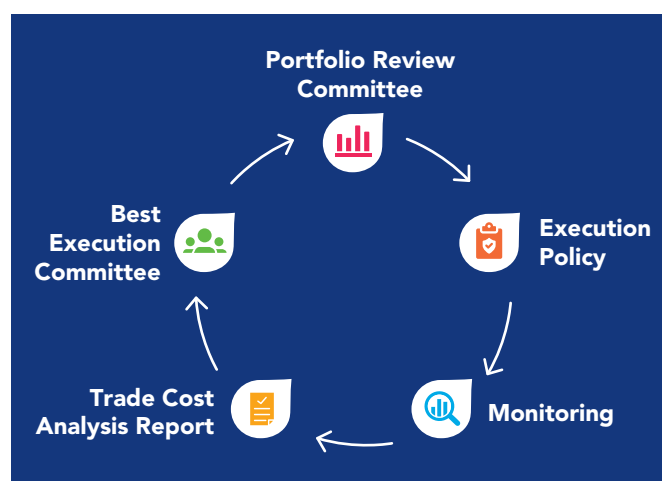 Portfolio Review
Committee
Execution
Policy
Monitoring
Trade Cost
Analysis Report
Best
Execution
Committee